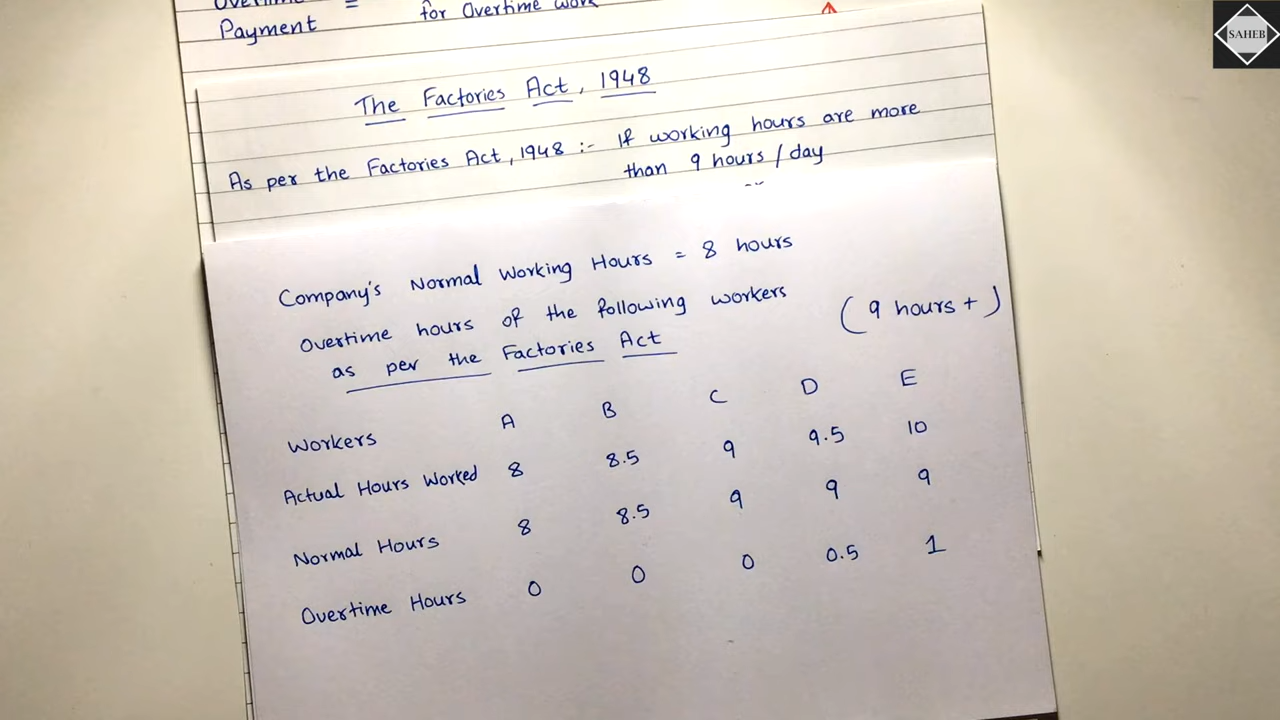 Overtime = for Overtime work
Payment
The Factories Act, 1948
As per the Factories Act, 1948 :- If working hours are more
than 9 hours / day
Company's Normal Working Hours = 8 hours
Overtime hours of the following workers
as per the Factories Act
(9 hours +)
Workers A B C D E
Actual Hours Worked 8 8.5 9 9.5 10
Normal Hours 8 8.5 9 9 9
Overtime Hours 0 0 0 0.5 1
SAHEB